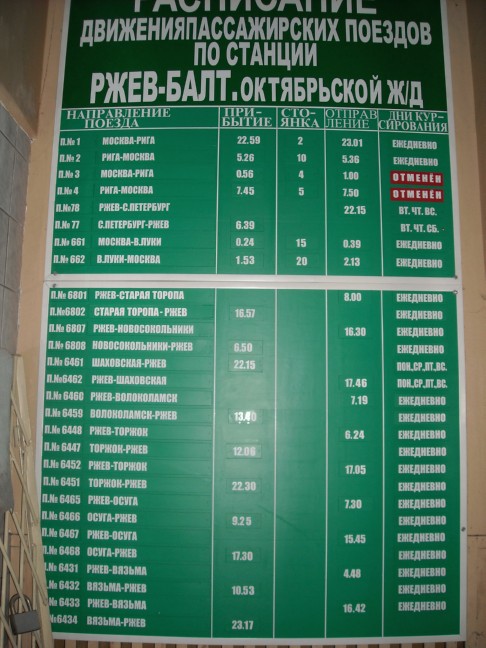 РАСПИСАНИЕ
ДВИЖЕНИЯПАССАЖИРСКИХ ПОЕЗДОВ
ПО СТАНЦИИ
РЖЕВ-БАЛТ.ОКТЯБРЬСКОЙ Ж/Д
НАПРАВЛЕНИЕ ПОЕЗДА ПРИ-БЫТИЕ СТО-ЯНКА ОТПРАВЛЕНИЕ ДНИ КУР-СИРОВАНИЯ
П.№ 1 МОСКВА-РИГА 22.59 2 23.01 ЕЖЕДНЕВНО
П.№ 2 РИГА-МОСКВА 5.26 10 5.36 ЕЖЕДНЕВНО
П.№ 3 МОСКВА-РИГА 0.56 4 1.00 ОТМЕНЁН
П.№ 4 РИГА-МОСКВА 7.45 5 7.50 ОТМЕНЁН
П.№78 РЖЕВ-С.ПЕТЕРБУРГ 22.15 ВТ. ЧТ. ВС.
П.№ 77 С.ПЕТЕРБУРГ-РЖЕВ 6.39 ВТ. ЧТ. СБ.
П.№ 661 МОСКВА-В.ЛУКИ 0.24 15 0.39 ЕЖЕДНЕВНО
П.№ 662 В.ЛУКИ-МОСКВА 1.53 20 2.13 ЕЖЕДНЕВНО
П.№ 6801 РЖЕВ-СТАРАЯ ТОРОПА 8.00 ЕЖЕДНЕВНО
П.№6802 СТАРАЯ ТОРОПА- РЖЕВ 16.57 ЕЖЕДНЕВНО
П.№ 6807 РЖЕВ-НОВОСОКОЛЬНИКИ 16.30 ЕЖЕДНЕВНО
П.№ 6808 НОВОСОКОЛЬНИКИ-РЖЕВ 6.50 ЕЖЕДНЕВНО
П.№ 6461 ШАХОВСКАЯ-РЖЕВ 22.15 ПОН,СР,ПТ,ВС.
П.№6462 РЖЕВ-ШАХОВСКАЯ 17.46 ПОН,СР,ПТ,ВС.
П.№ 6460 РЖЕВ-ВОЛОКОЛАМСК 7.19 ЕЖЕДНЕВНО
П.№ 6459 ВОЛОКОЛАМСК-РЖЕВ ЕЖЕДНЕВНО
П.№ 6448 РЖЕВ-ТОРЖОК 6.24 ЕЖЕДНЕВНО
П.№ 6447 ТОРЖОК-РЖЕВ 12.06 ЕЖЕДНЕВНО
П.№ 6452 РЖЕВ-ТОРЖОК 17.05 ЕЖЕДНЕВНО
П.№ 6451 ТОРЖОК-РЖЕВ 22.30 ЕЖЕДНЕВНО
П.№ 6465 РЖЕВ-ОСУГА 7.30 ЕЖЕДНЕВНО
П.№ 6466 ОСУГА-РЖЕВ 9.25 ЕЖЕДНЕВНО
П.№ 6467 РЖЕВ-ОСУГА 15.45 ЕЖЕДНЕВНО
П.№ 6468 ОСУГА-РЖЕВ 17.30 ЕЖЕДНЕВНО
П.№ 6431 РЖЕВ-ВЯЗЬМА 4.48 ЕЖЕДНЕВНО
П.№ 6432 ВЯЗЬМА-РЖЕВ 10.53 ЕЖЕДНЕВНО
П.№ 6433 РЖЕВ-ВЯЗЬМА 16.42 ЕЖЕДНЕВНО
№6434 ВЯЗЬМА-РЖЕВ 23.17 ЕЖЕДНЕВНО